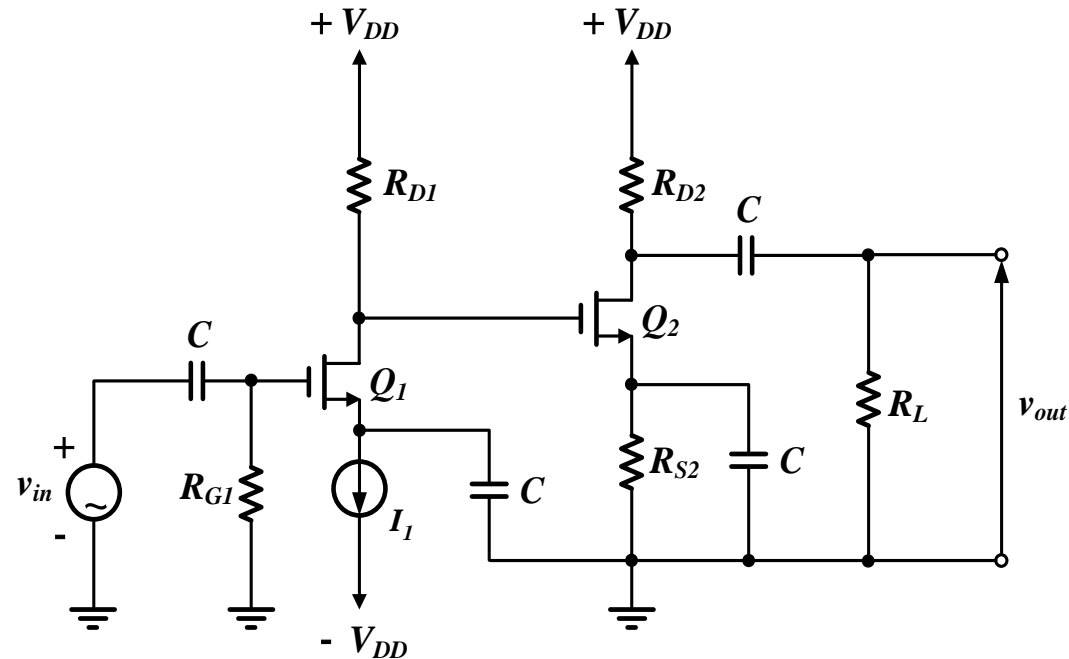 + V_DD
+ V_DD
R_D1
R_D2
C
C
Q_2
Q_1
+
v_in
-
R_G1
I_1
C
R_S2
C
R_L
v_out
- V_DD